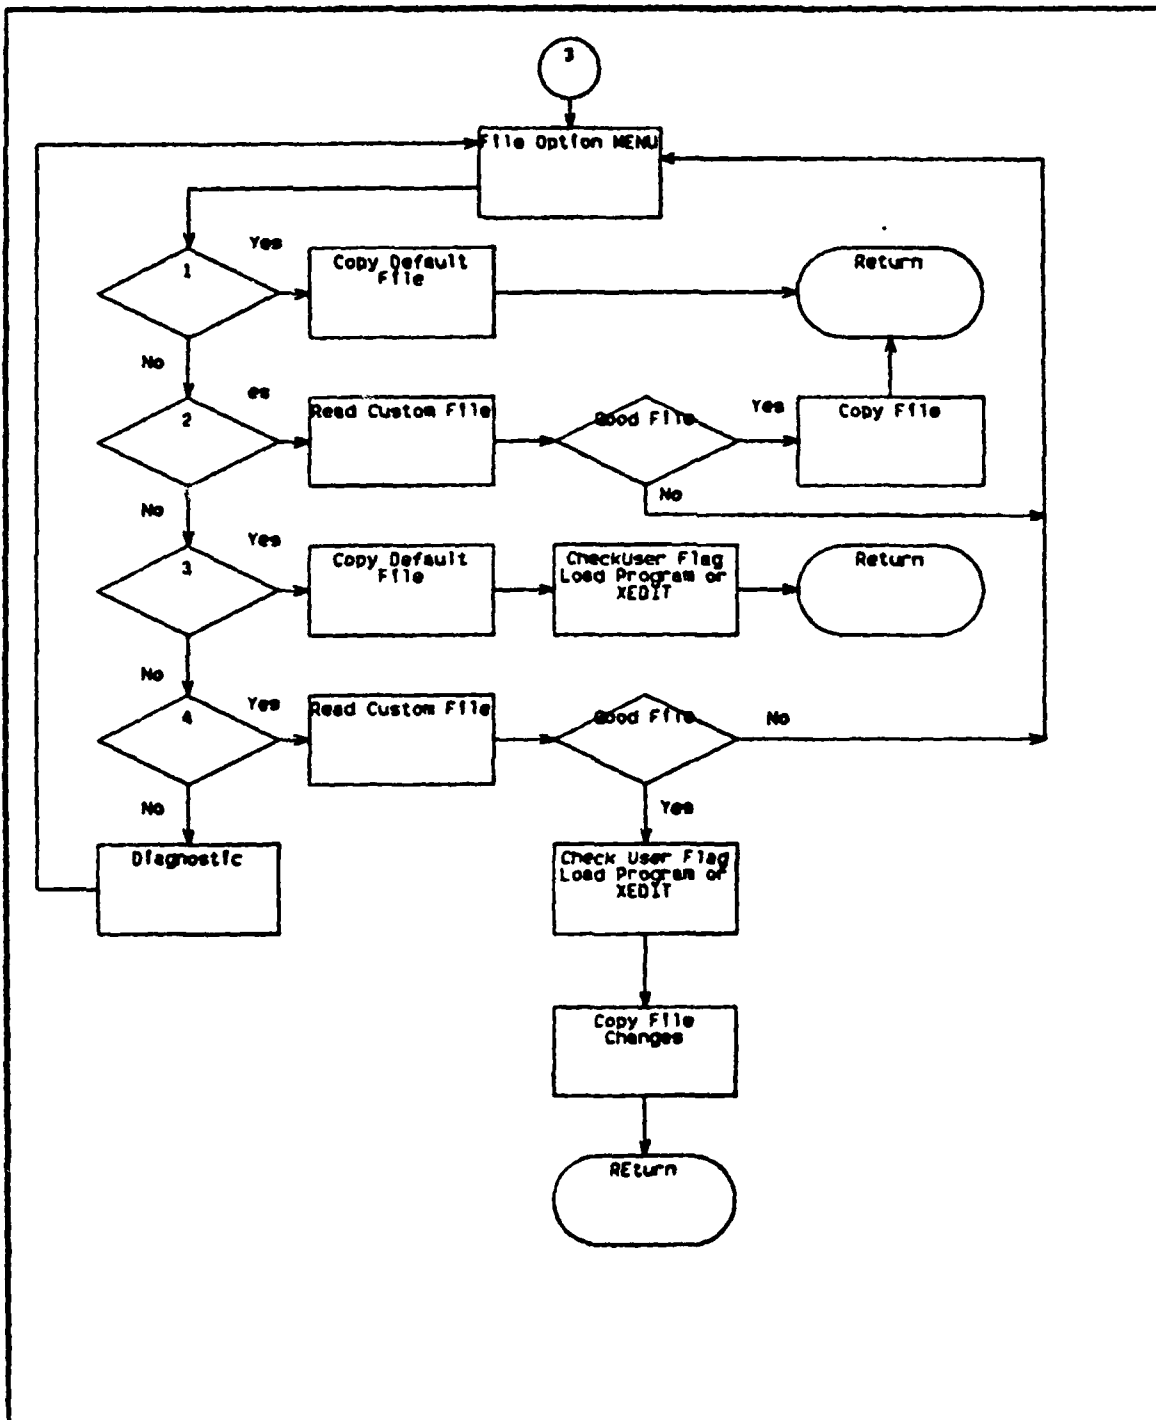 3
File Option MENU
Yes
1
Copy Default
File
Return
No
es
2
Read Custom File
Good File
Yes
Copy File
No
No
Yes
3
Copy Default
File
CheckUser Flag
Load Program or
XEDIT
Return
No
Yes
4
Read Custom File
Good File
No
No
Yes
Diagnostic
Check User Flag
Load Program or
XEDIT
Copy File
Changes
REturn